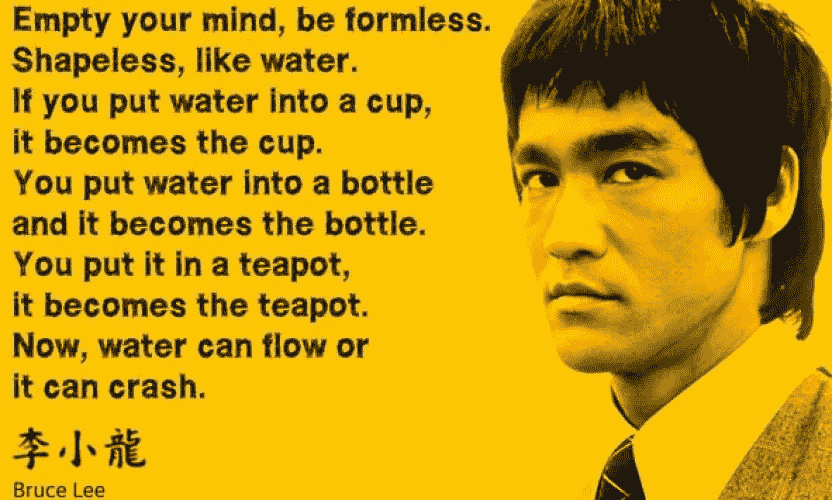 Empty your mind, be formless.
Shapeless, like water.
If you put water into a cup,
it becomes the cup.
You put water into a bottle
and it becomes the bottle.
You put it in a teapot,
it becomes the teapot.
Now, water can flow or
it can crash.
李小龍
Bruce Lee